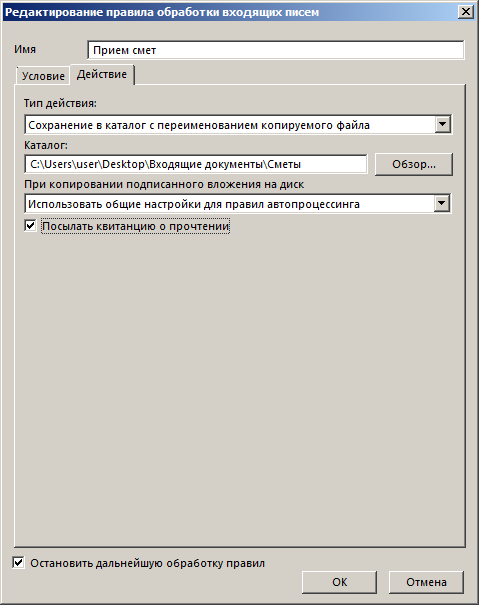 Редактирование правила обработки входящих писем
Имя
Прием смет
Условие
Действие
Тип действия:
Сохранение в каталог с переименованием копируемого файла
Каталог:
C:\Users\user\Desktop\Входящие документы\Сметы
Обзор...
При копировании подписанного вложения на диск
Использовать общие настройки для правил автопроцессинга
Посылать квитанцию о прочтении
Остановить дальнейшую обработку правил
OK
Отмена